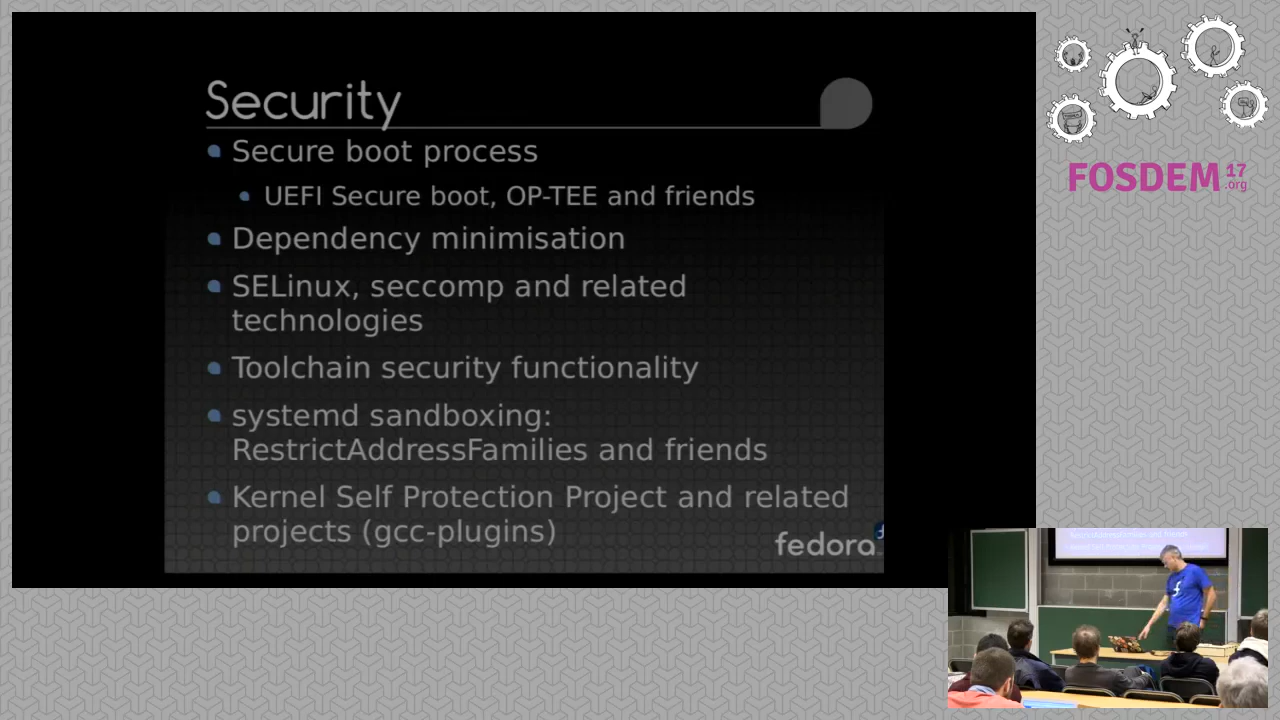 Security
Secure boot process
UEFI Secure boot, OP-TEE and friends
Dependency minimisation
SELinux, seccomp and related
technologies
Toolchain security functionality
systemd sandboxing:
RestrictAddressFamilies and friends
Kernel Self Protection Project and related
projects (gcc-plugins)
fedora
FOSDEM 17
.org